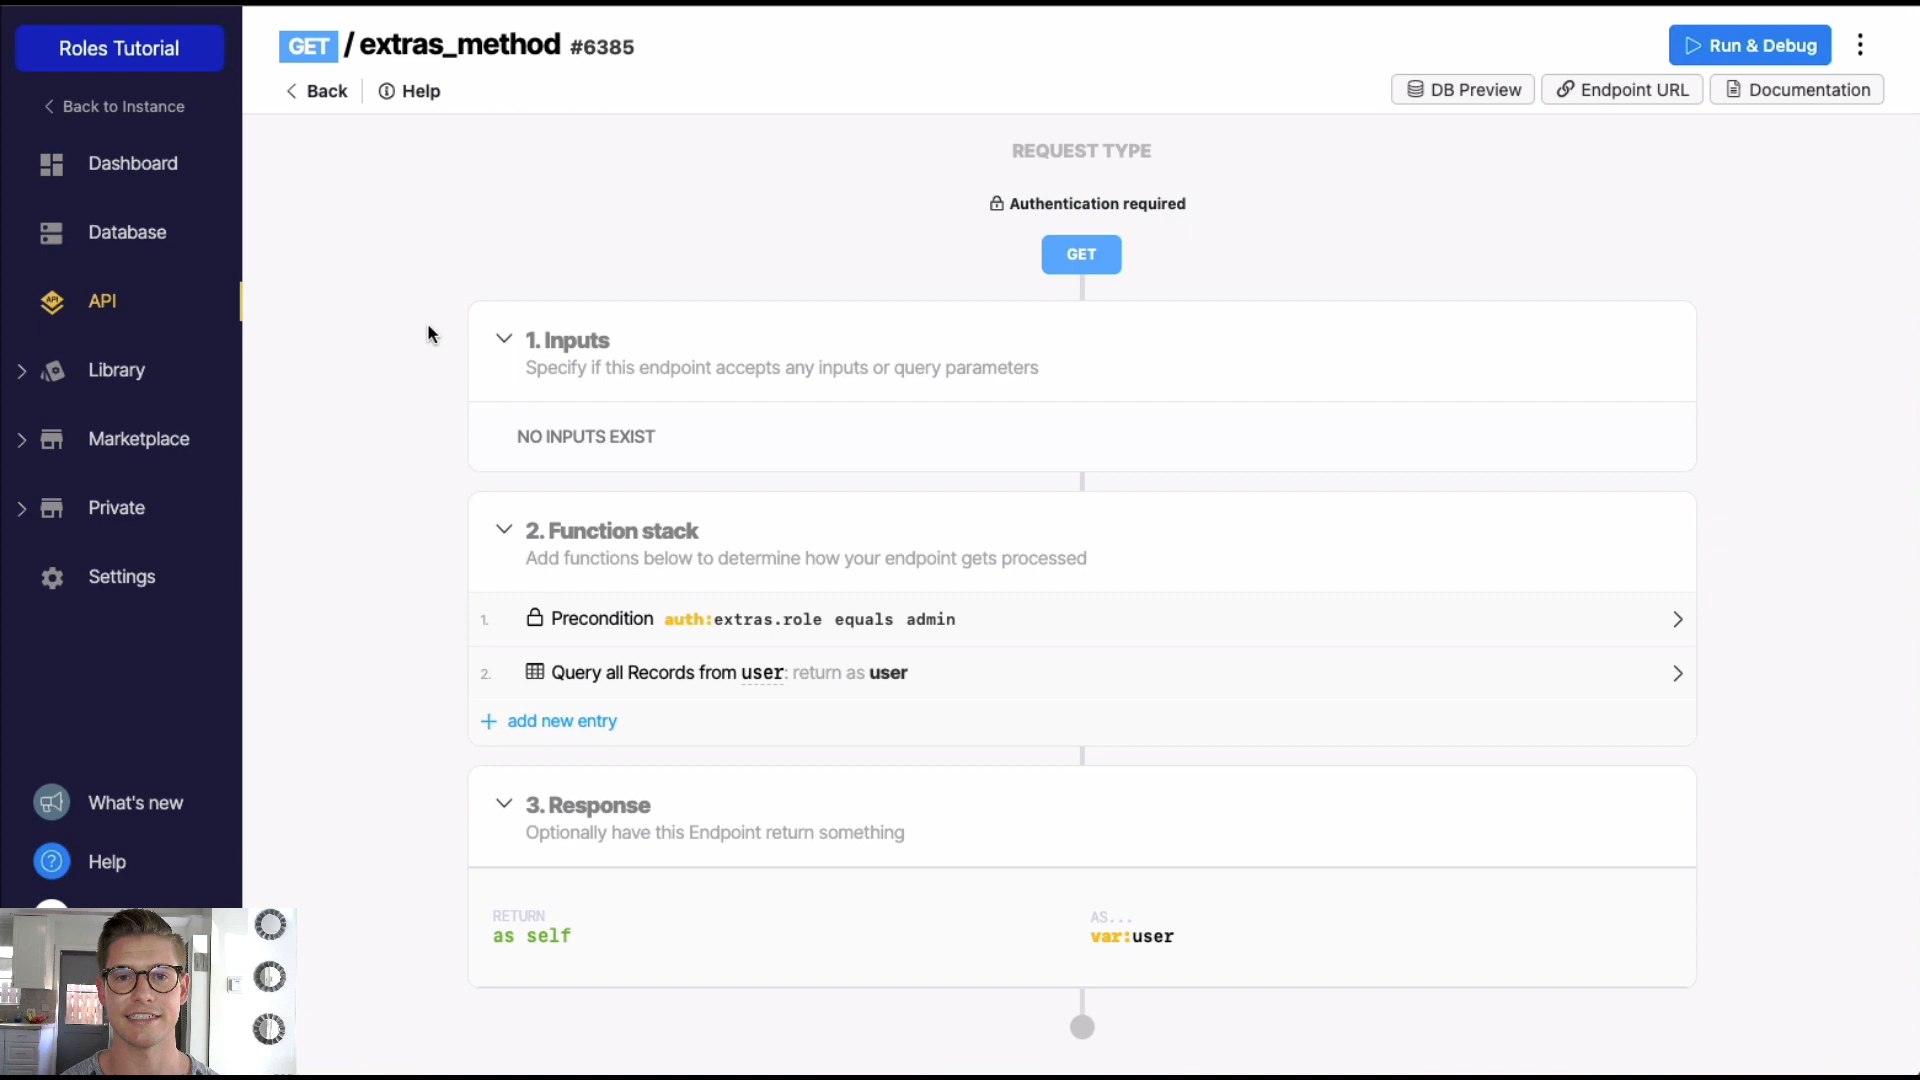 Roles Tutorial
Back to Instance
Dashboard
Database
API
API
Library
Marketplace
Private
Settings
What's new
Help
GET / extras_method #6385
Back
Help
Run & Debug
DB Preview
Endpoint URL
Documentation
REQUEST TYPE
Authentication required
GET
1. Inputs
Specify if this endpoint accepts any inputs or query parameters
NO INPUTS EXIST
2. Function stack
Add functions below to determine how your endpoint gets processed
1. Precondition auth:extras.role equals admin
2. Query all Records from user: return as user
+ add new entry
3. Response
Optionally have this Endpoint return something
RETURN
as self
AS...
var:user